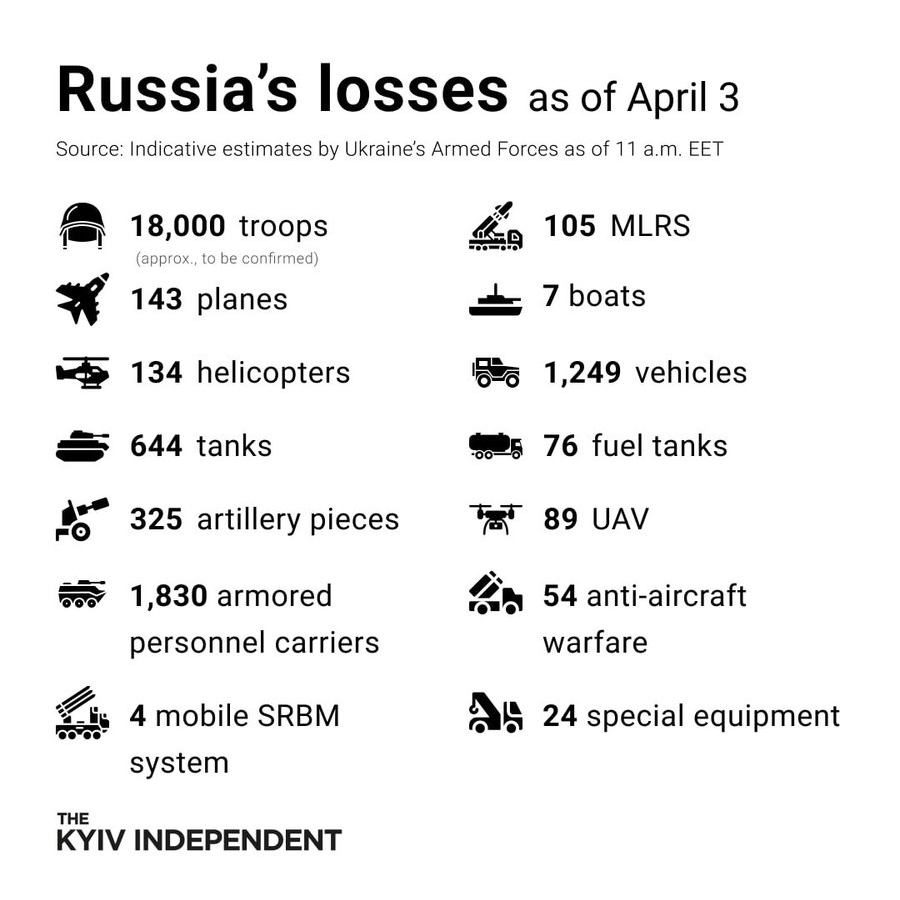 Russia’s losses as of April 3
Source: Indicative estimates by Ukraine’s Armed Forces as of 11 a.m. EET
18,000 troops
(approx., to be confirmed)
143 planes
134 helicopters
644 tanks
325 artillery pieces
1,830 armored
personnel carriers
4 mobile SRBM
system
105 MLRS
7 boats
1,249 vehicles
76 fuel tanks
89 UAV
54 anti-aircraft
warfare
24 special equipment
THE
KYIV INDEPENDENT